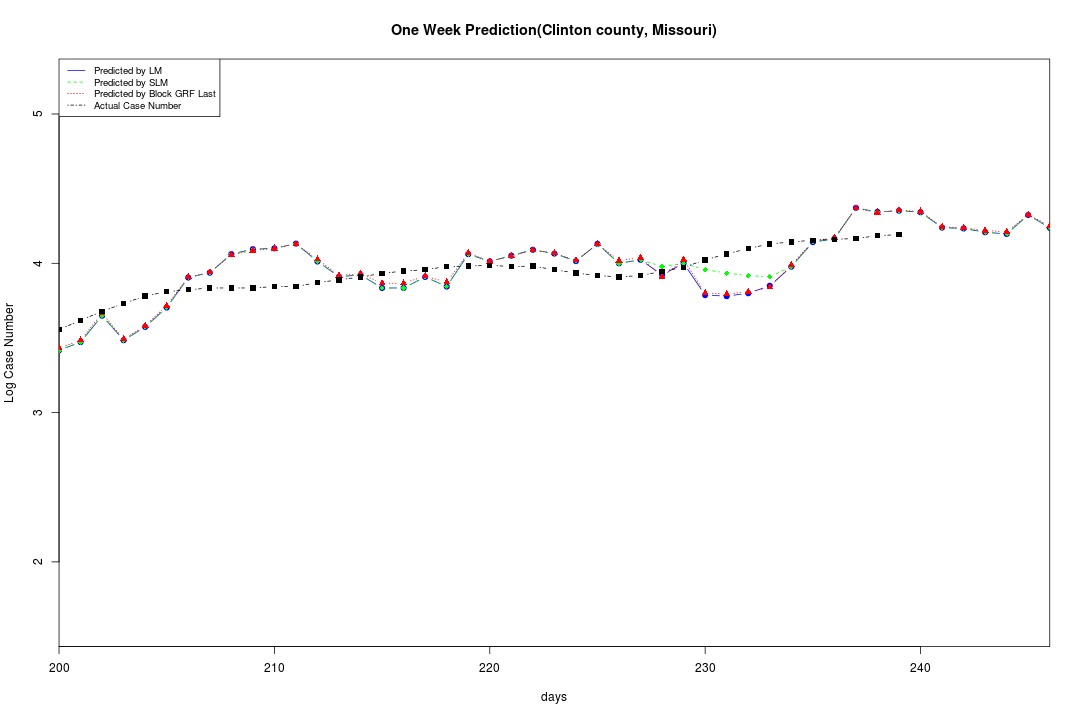 One Week Prediction(Clinton county, Missouri)
Predicted by LM
Predicted by SLM
Predicted by Block GRF Last
Actual Case Number
5
4
3
2
Log Case Number
200 210 220 230 240
days